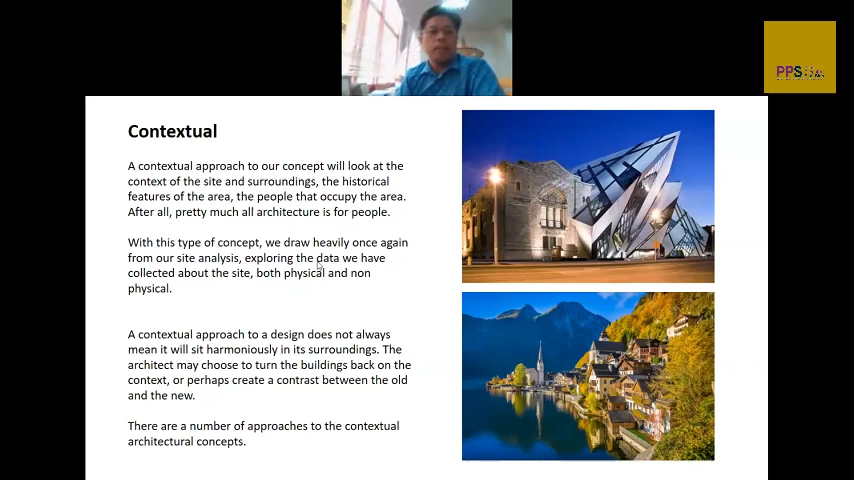 Contextual
A contextual approach to our concept will look at the
context of the site and surroundings, the historical
features of the area, the people that occupy the area.
After all, pretty much all architecture is for people.
With this type of concept, we draw heavily once again
from our site analysis, exploring the data we have
collected about the site, both physical and non
physical.
A contextual approach to a design does not always
mean it will sit harmoniously in its surroundings. The
architect may choose to turn the buildings back on the
context, or perhaps create a contrast between the old
and the new.
There are a number of approaches to the contextual
architectural concepts.